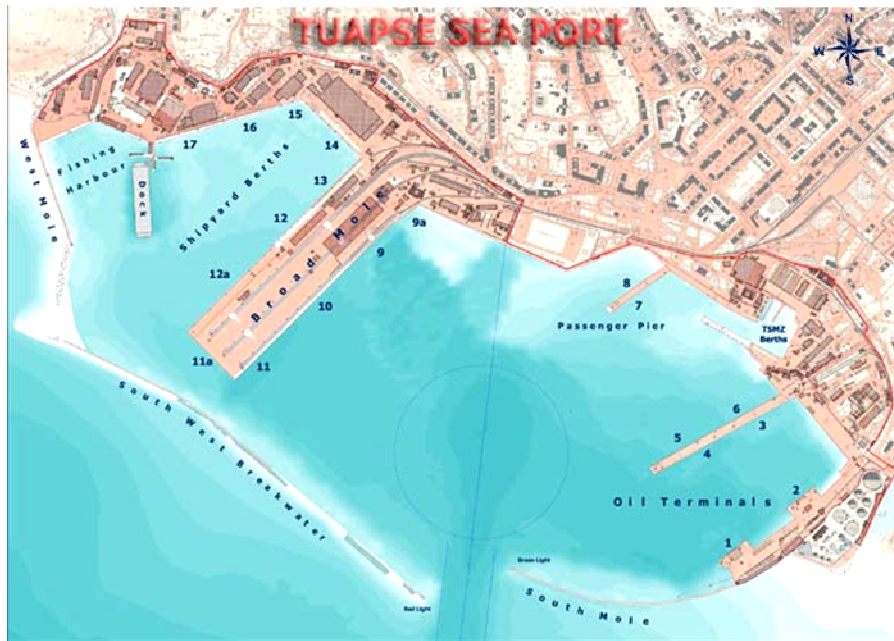 TUAPSE SEA PORT
N
W E
S
West Mole
Fishing
Harbour
Dock
17
16
15
14
Shipyard Berths
13
12
12a
Broad Mole
11a
11
10
9
9a
8
7
Passenger Pier
TSMZ
Berths
6
5
4
3
Oil Terminals
2
1
South West Breakwater
Red Light
Green Light
South Mole